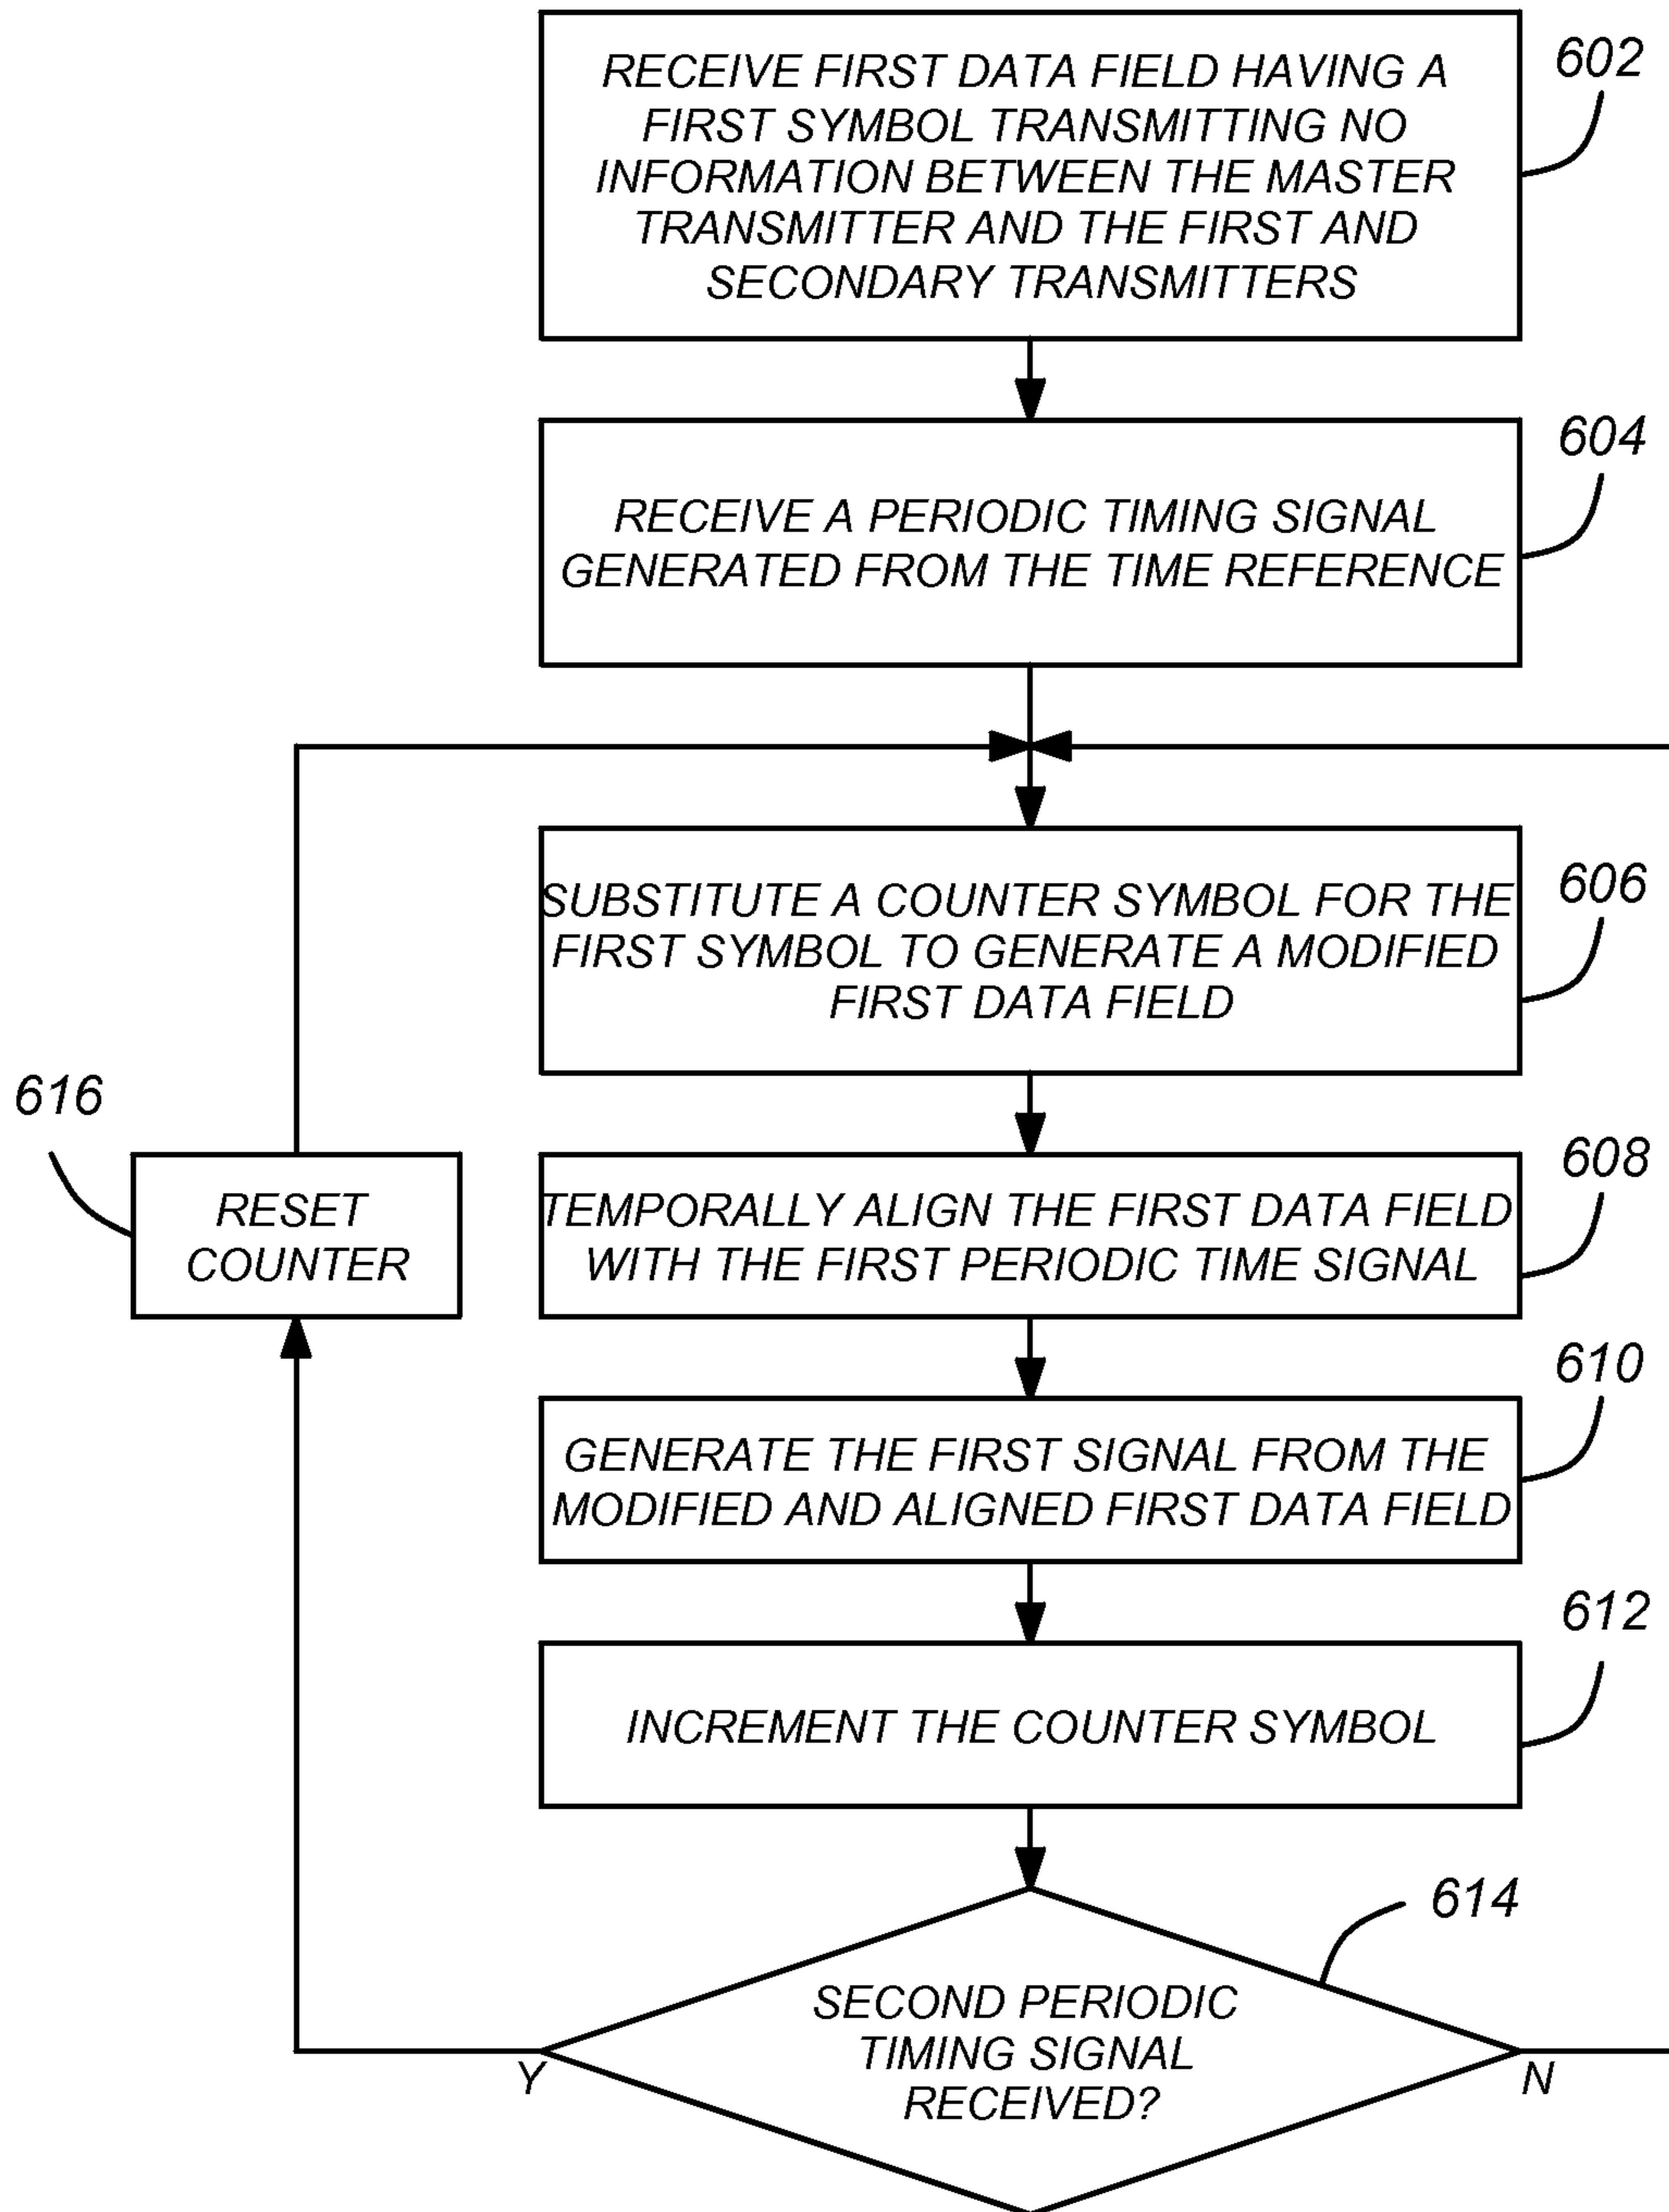 RECEIVE FIRST DATA FIELD HAVING A
FIRST SYMBOL TRANSMITTING NO
INFORMATION BETWEEN THE MASTER
TRANSMITTER AND THE FIRST AND
SECONDARY TRANSMITTERS
602
RECEIVE A PERIODIC TIMING SIGNAL
GENERATED FROM THE TIME REFERENCE
604
SUBSTITUTE A COUNTER SYMBOL FOR THE
FIRST SYMBOL TO GENERATE A MODIFIED
FIRST DATA FIELD
606
616
RESET
COUNTER
TEMPORALLY ALIGN THE FIRST DATA FIELD
WITH THE FIRST PERIODIC TIME SIGNAL
608
GENERATE THE FIRST SIGNAL FROM THE
MODIFIED AND ALIGNED FIRST DATA FIELD
610
INCREMENT THE COUNTER SYMBOL
612
614
SECOND PERIODIC
TIMING SIGNAL
RECEIVED?
Y
N